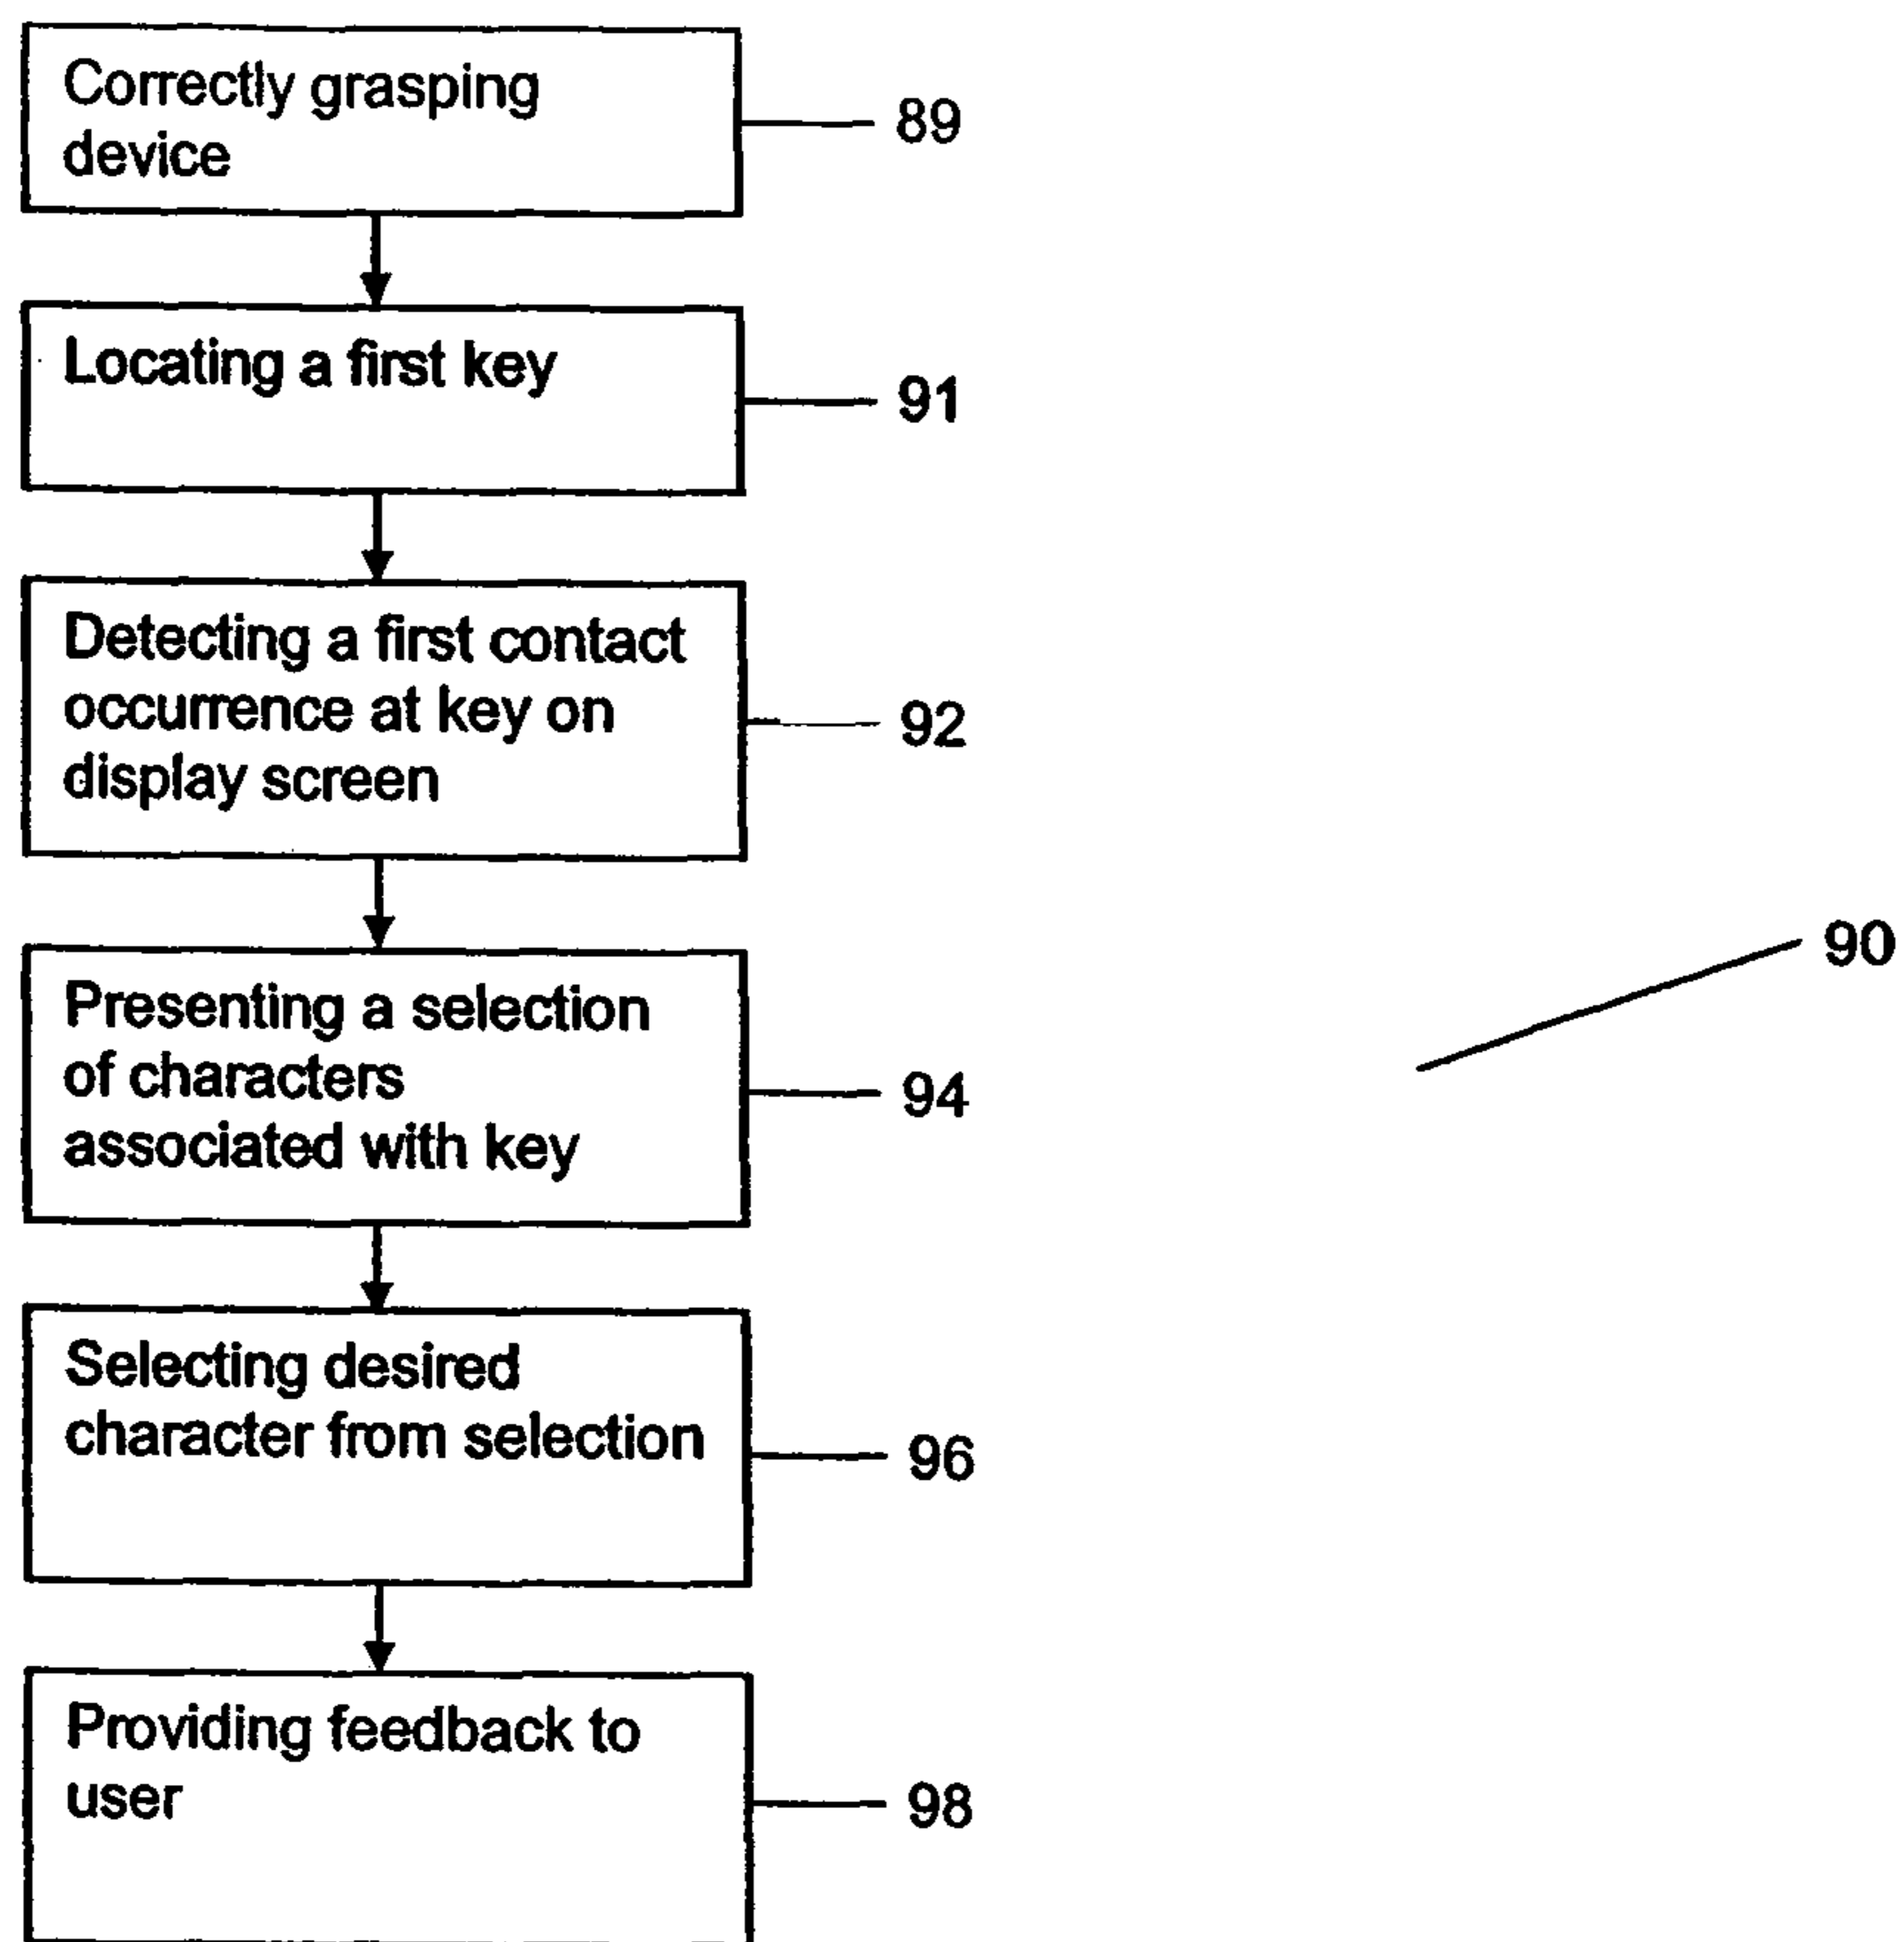 Correctly grasping
device
89
Locating a first key
91
Detecting a first contact
occurrence at key on
display screen
92
Presenting a selection
of characters
associated with key
94
90
Selecting desired
character from selection
96
Providing feedback to
user
98